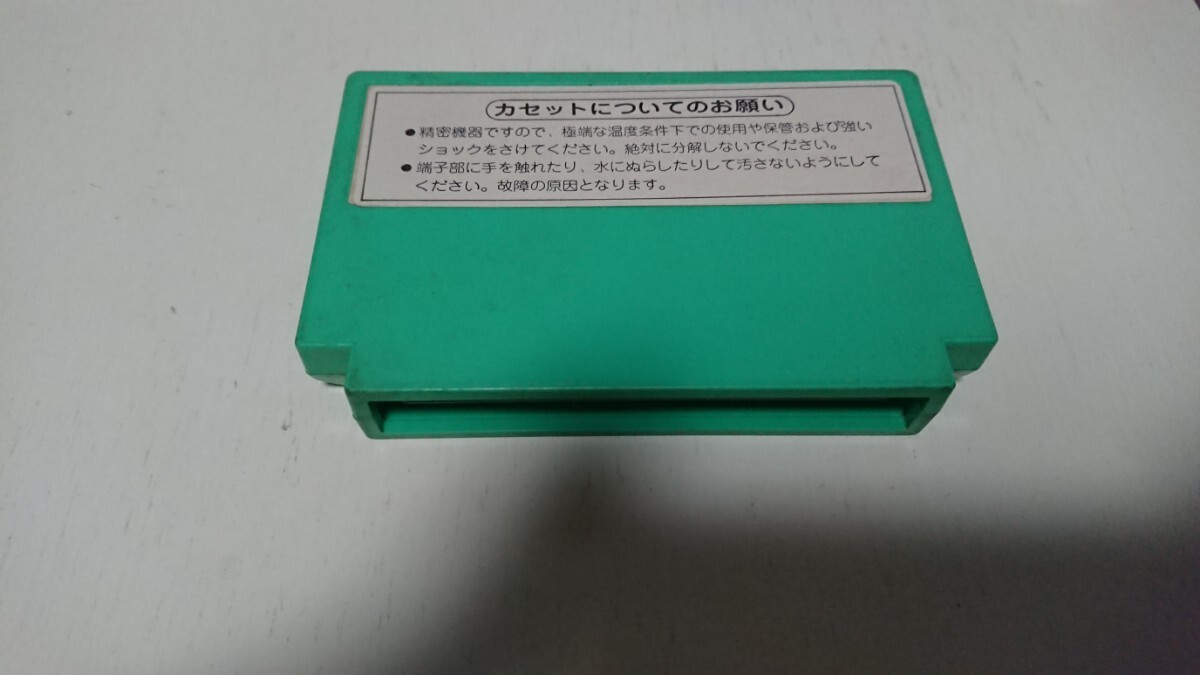 カセットについてのお願い
●精密機器ですので、極端な温度条件下での使用や保管および強い
ショックをさけてください。絶対に分解しないでください。
●端子部に手を触れたり、水にぬらしたりして汚さないようにして
ください。故障の原因となります。